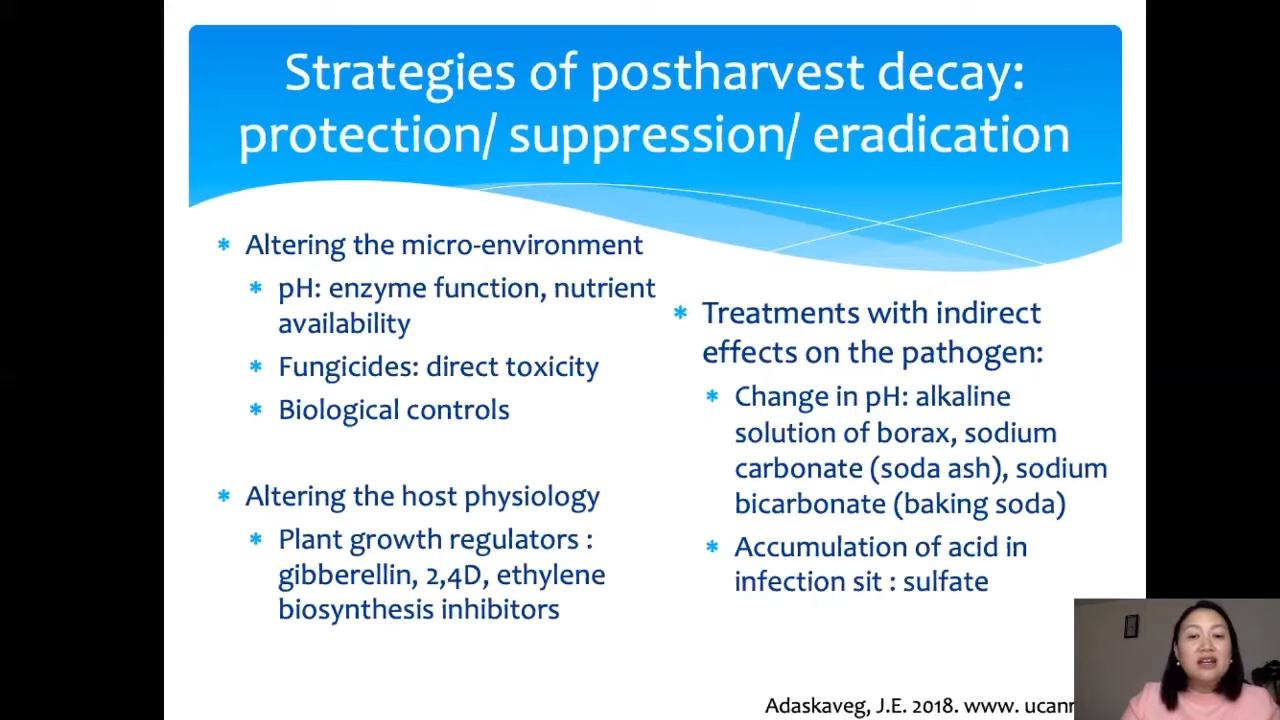 Strategies of postharvest decay:
protection/ suppression/ eradication
* Altering the micro-environment
* pH: enzyme function, nutrient
availability
* Fungicides: direct toxicity
* Biological controls
* Altering the host physiology
* Plant growth regulators :
gibberellin, 2,4D, ethylene
biosynthesis inhibitors
* Treatments with indirect
effects on the pathogen:
* Change in pH: alkaline
solution of borax, sodium
carbonate (soda ash), sodium
bicarbonate (baking soda)
* Accumulation of acid in
infection sit : sulfate
Adaskaveg, J.E. 2018. www.